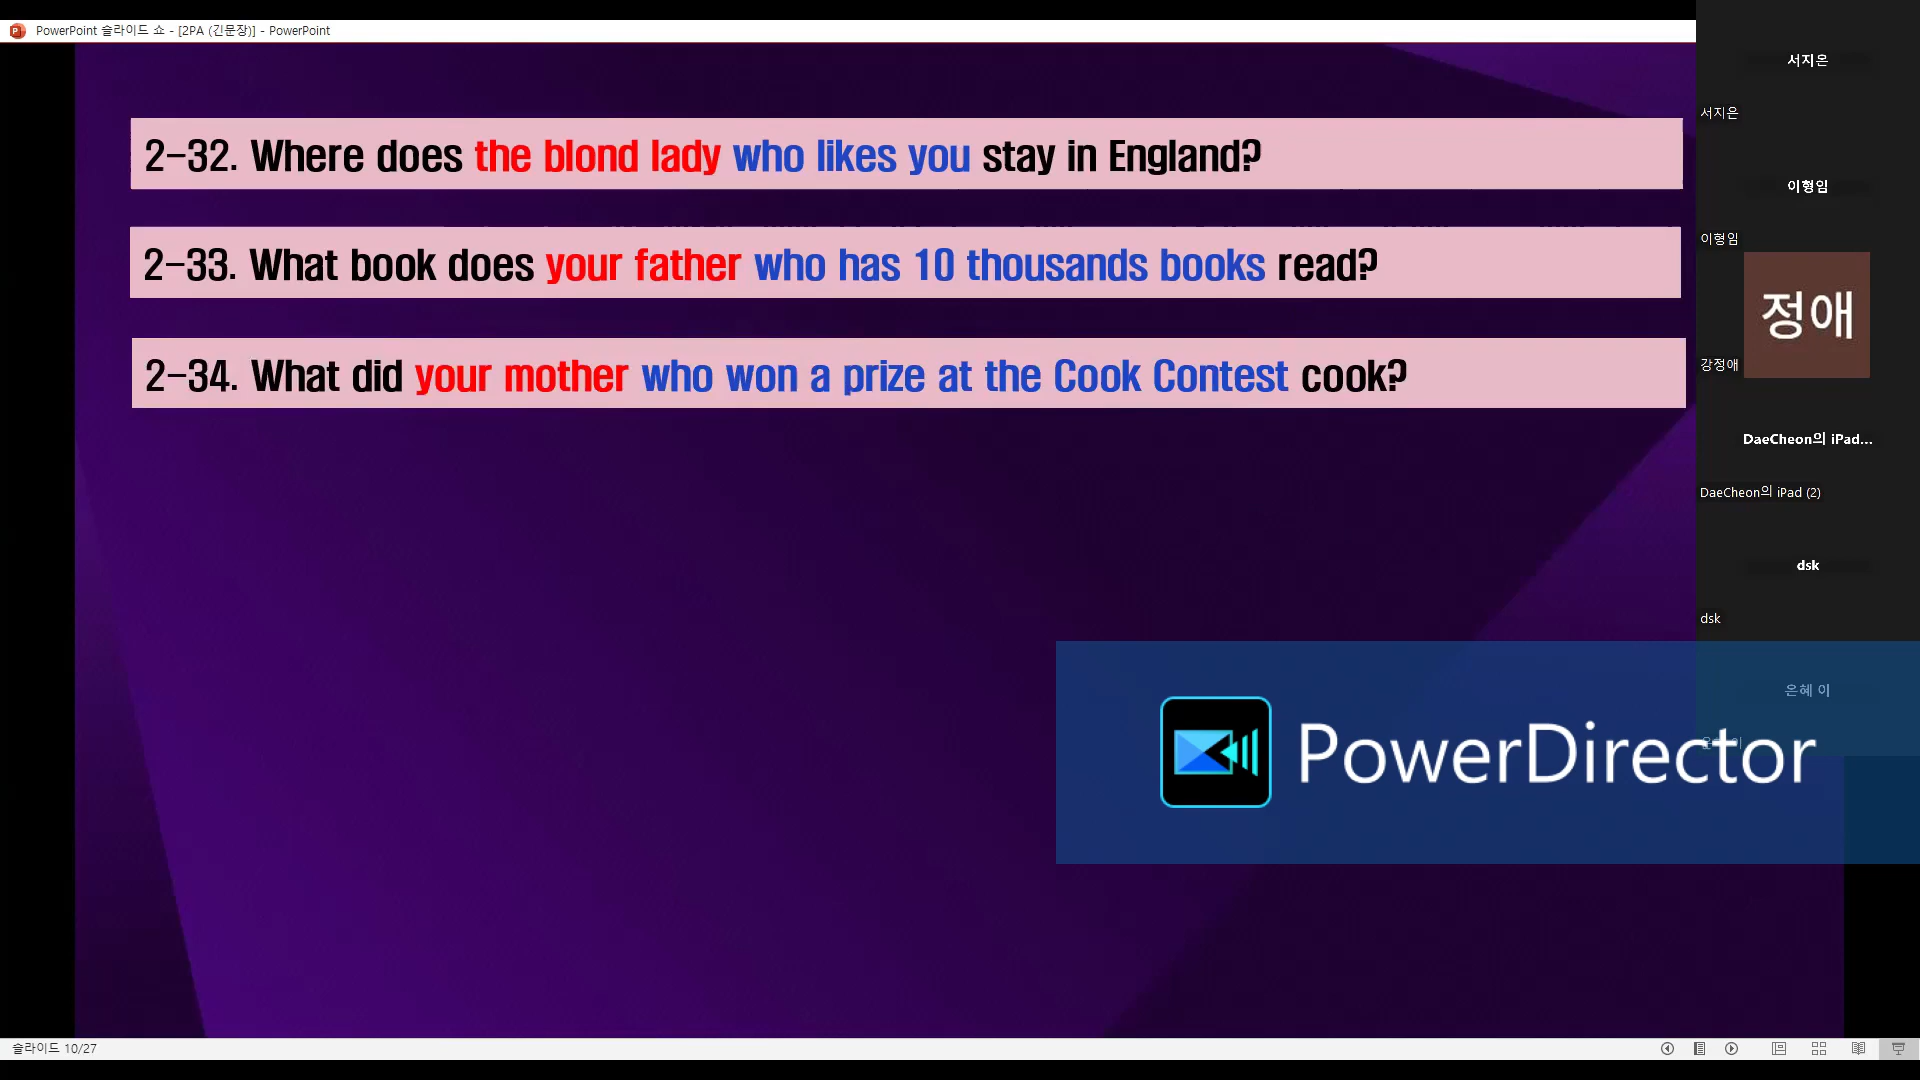 PowerPoint 슬라이드 쇼 - [2PA (긴문장)] - PowerPoint
2-32. Where does the blond lady who likes you stay in England?
2-33. What book does your father who has 10 thousands books read?
2-34. What did your mother who won a prize at the Cook Contest cook?
서지은
서지은
이형임
이형임
정애
강정애
DaeCheon의 iPad...
DaeCheon의 iPad (2)
dsk
dsk
은혜 이
PowerDirector
슬라이드 10/27